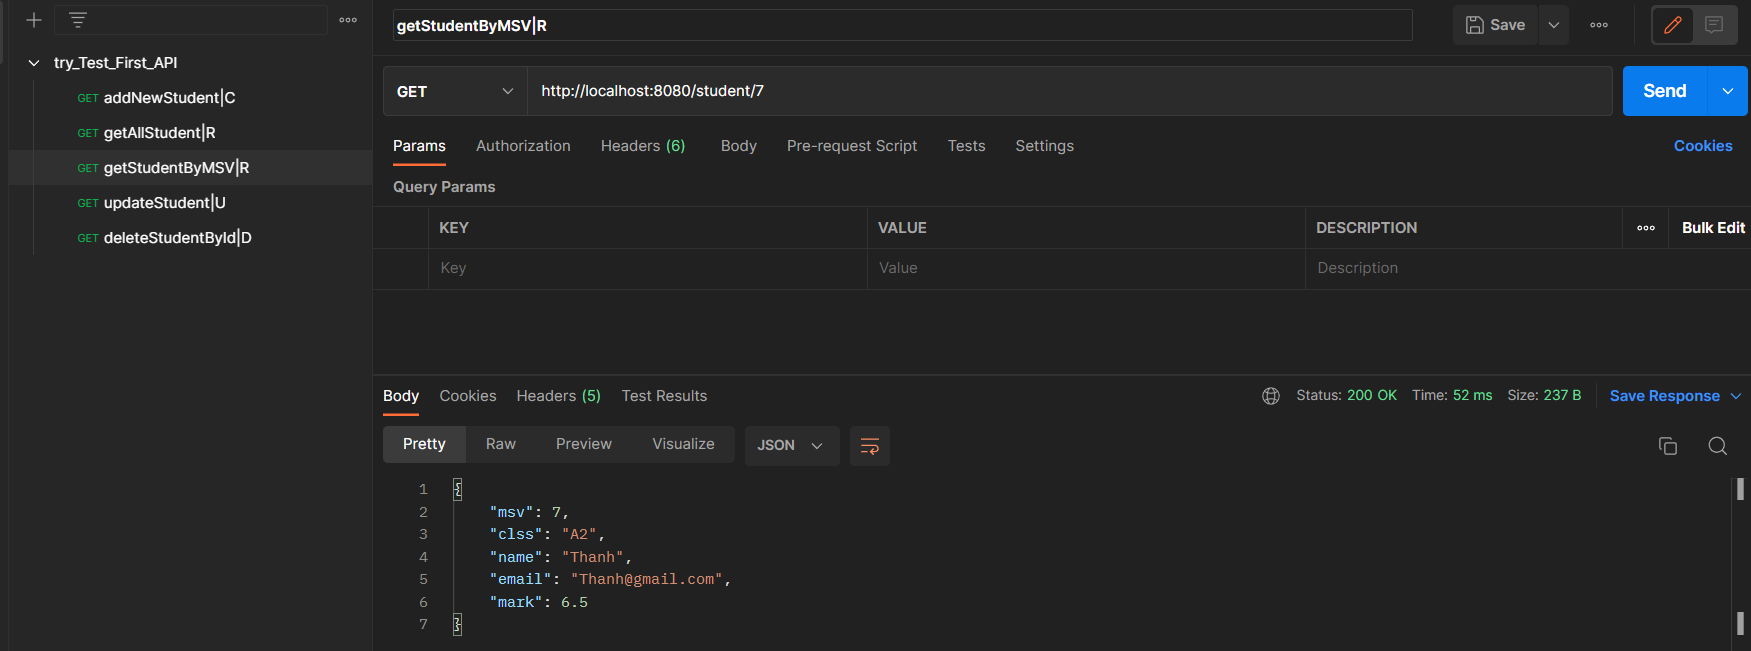 try_Test_First_API
GET addNewStudent|C
GET getAllStudent|R
GET getStudentByMSV|R
GET updateStudent|U
GET deleteStudentById|D
getStudentByMSV|R
Save
GET http://localhost:8080/student/7 Send
Params Authorization Headers (6) Body Pre-request Script Tests Settings Cookies
Query Params
KEY VALUE DESCRIPTION Bulk Edit
Key Value Description
Body Cookies Headers (5) Test Results Status: 200 OK Time: 52 ms Size: 237 B Save Response
Pretty Raw Preview Visualize JSON
1 {
2 "msv": 7,
3 "clss": "A2",
4 "name": "Thanh",
5 "email": "Thanh@gmail.com",
6 "mark": 6.5
7 }